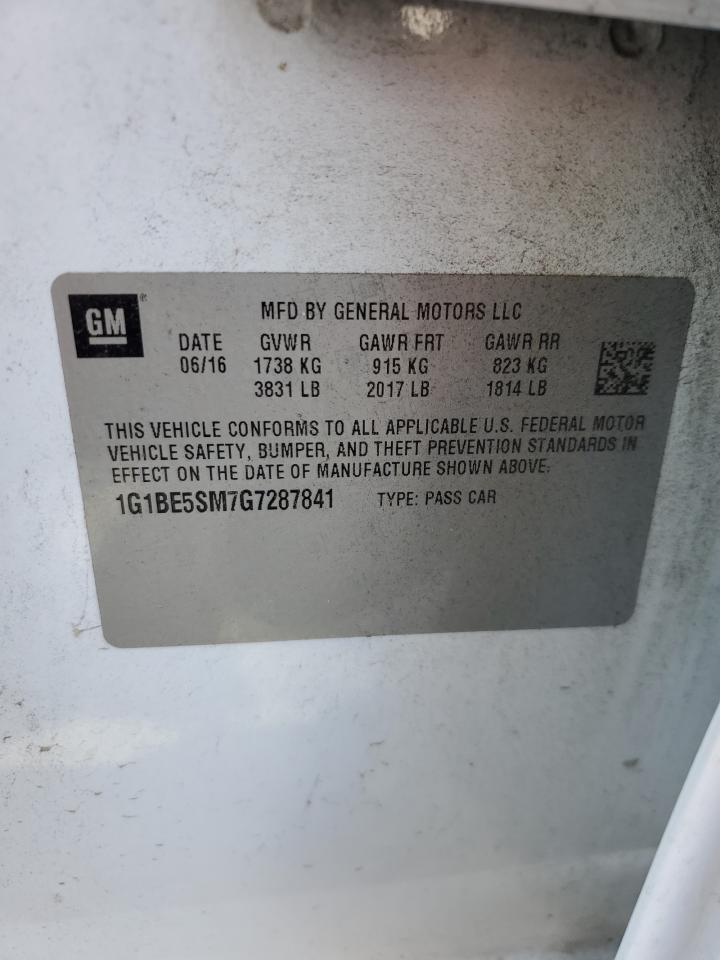 GM ® MFD BY GENERAL MOTORS LLC
DATE GVWR GAWR FRT GAWR RR
06/16 1738 KG 915 KG 823 KG
3831 LB 2017 LB 1814 LB
THIS VEHICLE CONFORMS TO ALL APPLICABLE U.S. FEDERAL MOTOR
VEHICLE SAFETY, BUMPER, AND THEFT PREVENTION STANDARDS IN
EFFECT ON THE DATE OF MANUFACTURE SHOWN ABOVE.
1G1BE5SM7G7287841 TYPE: PASS CAR